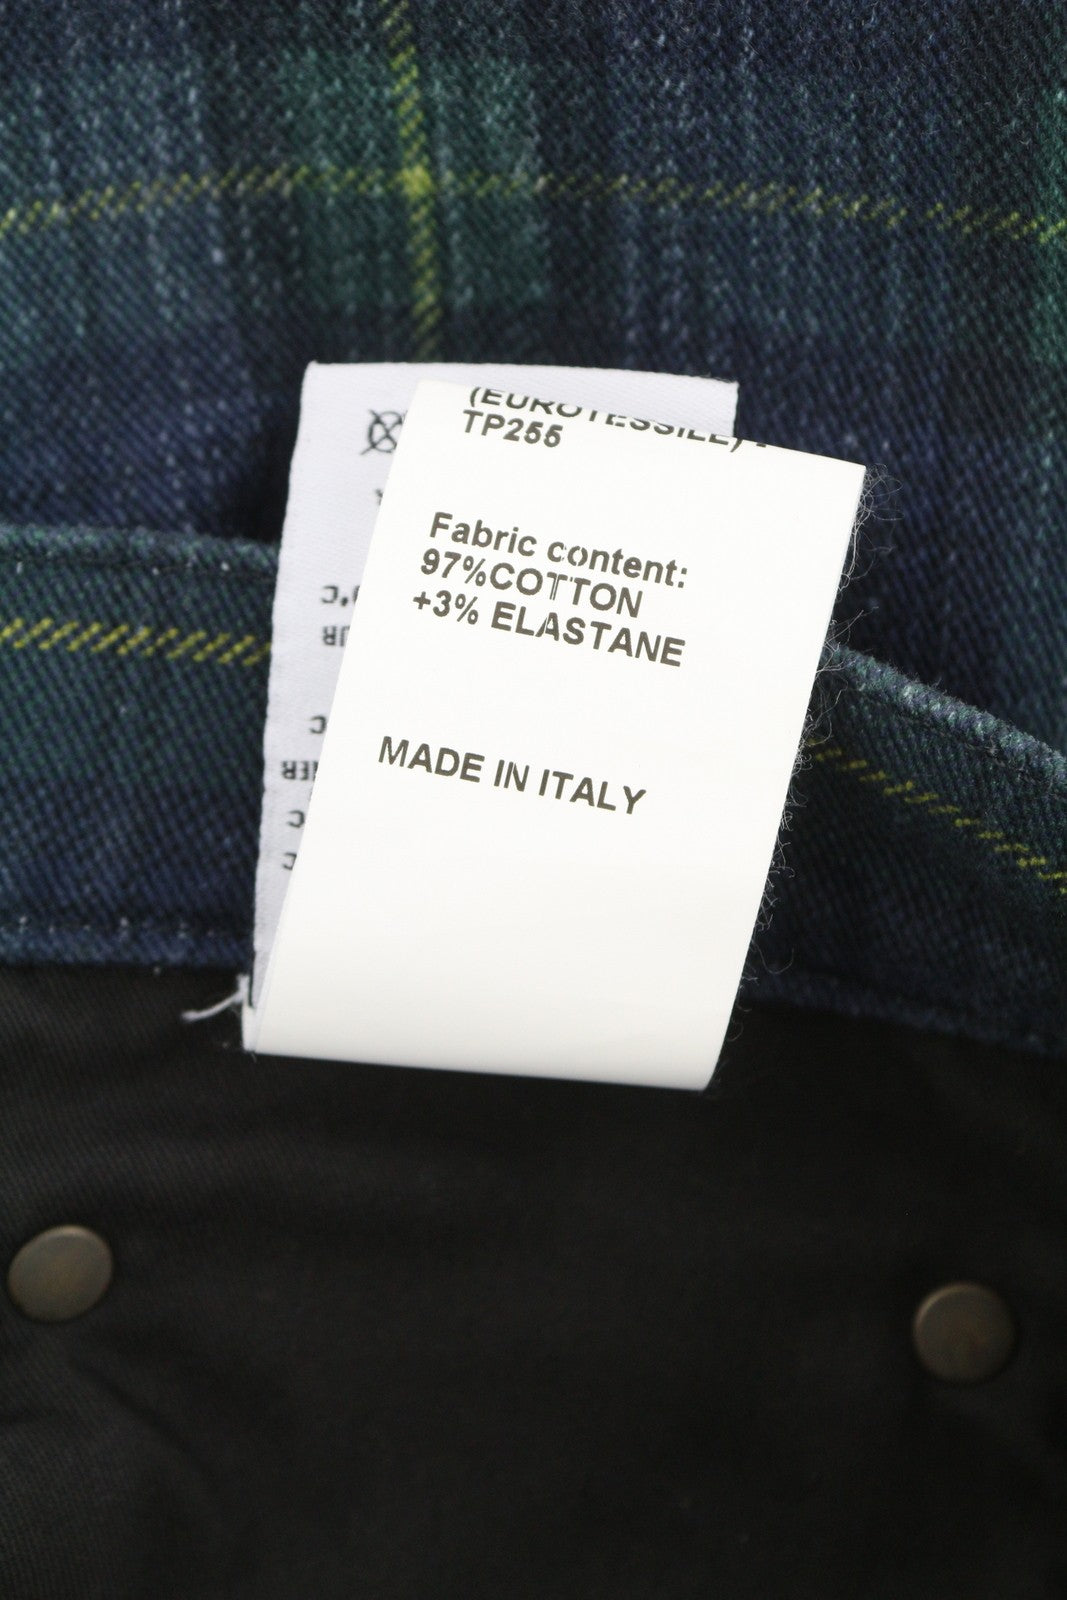 (EUROTESSILE) -
TP255
Fabric content:
97%COTTON
+3% ELASTANE
MADE IN ITALY